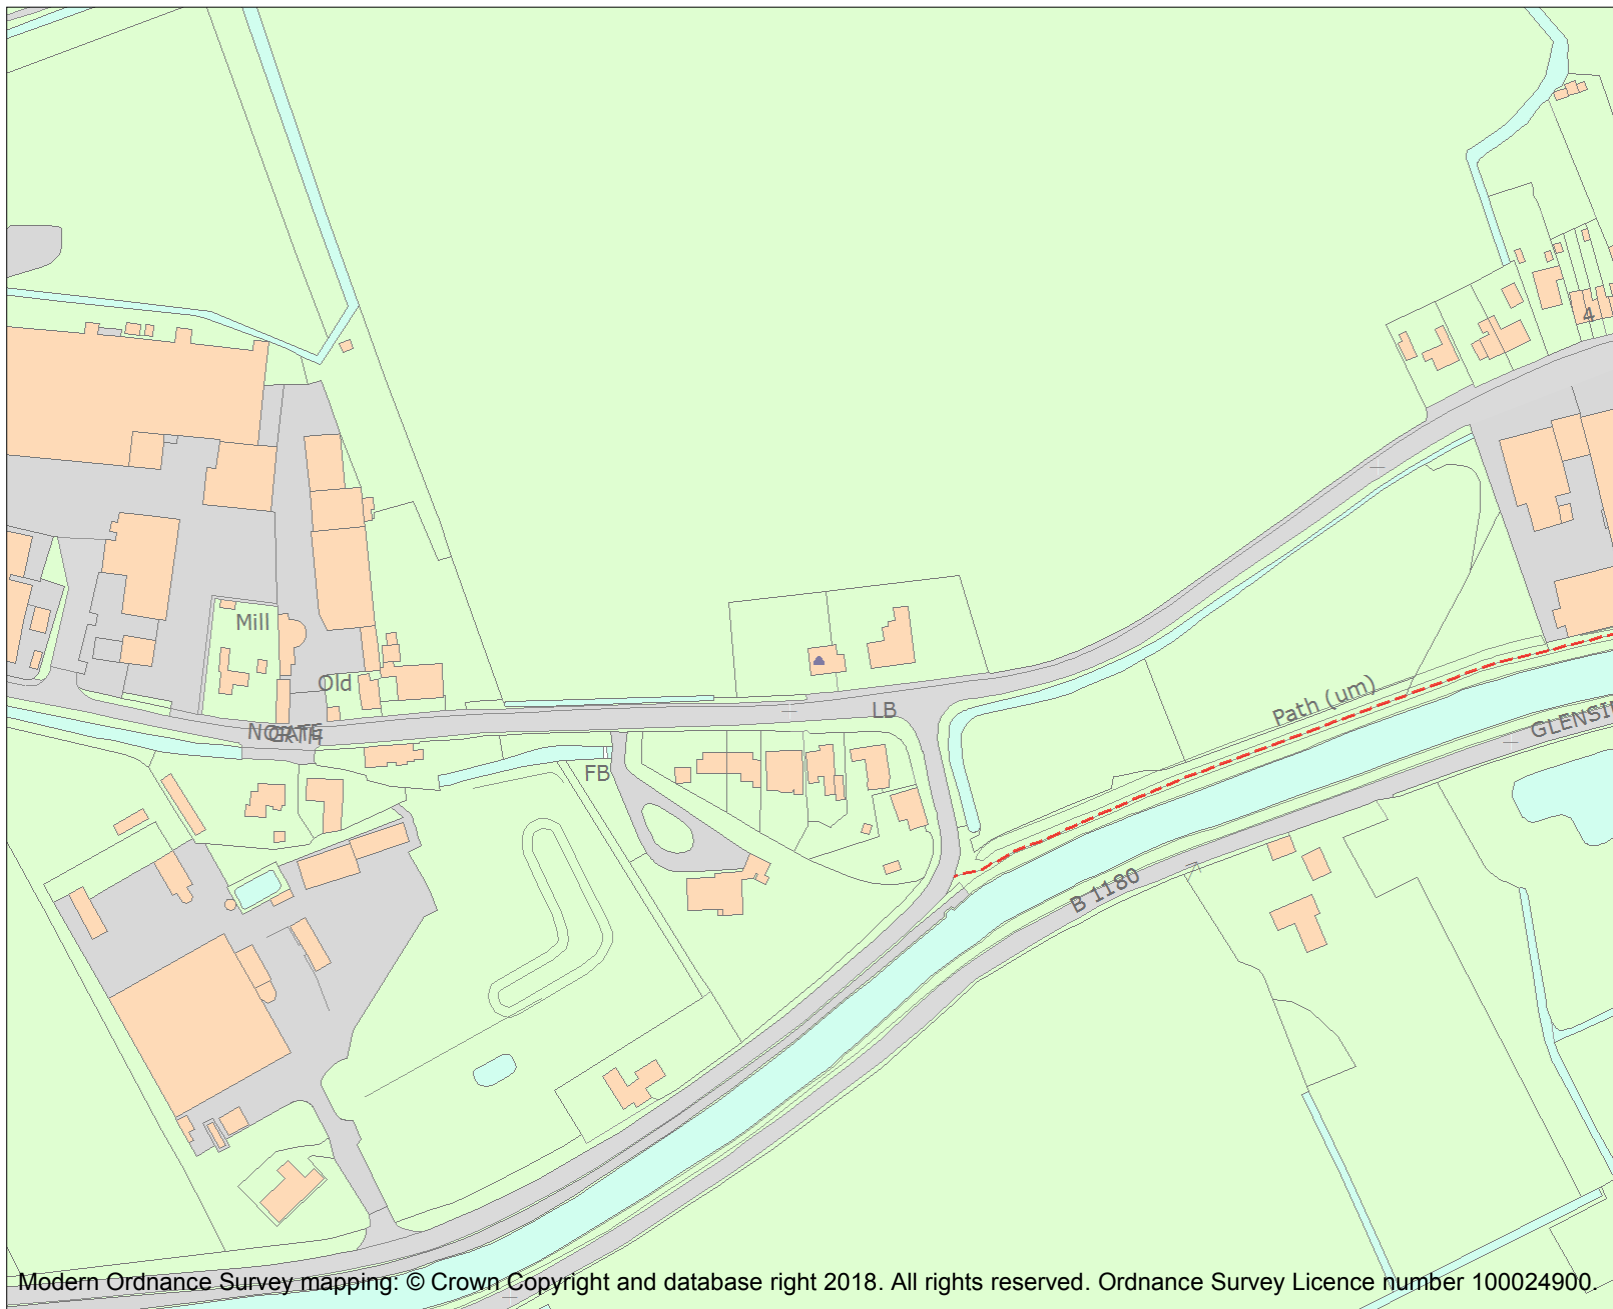 4
Mill
Old
Path (um)
LB
GLENSI
NORTH
GATE
FB
B 1180
Modern Ordnance Survey mapping: © Crown Copyright and database right 2018. All rights reserved. Ordnance Survey Licence number 100024900.